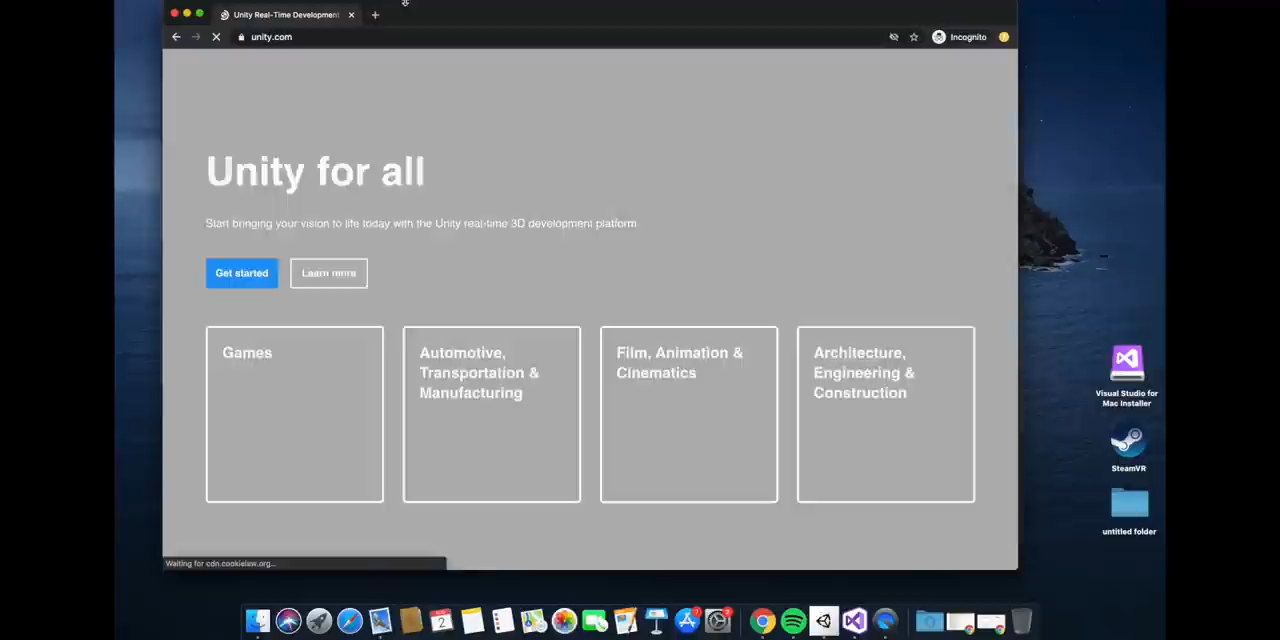 Unity Real-Time Development
unity.com
Incognito
Unity for all
Start bringing your vision to life today with the Unity real-time 3D development platform
Get started
Learn more
Games
Automotive,
Transportation &
Manufacturing
Film, Animation &
Cinematics
Architecture,
Engineering &
Construction
Visual Studio for
Mac Installer
SteamVR
untitled folder
Waiting for cdn.cookielaw.org...
2